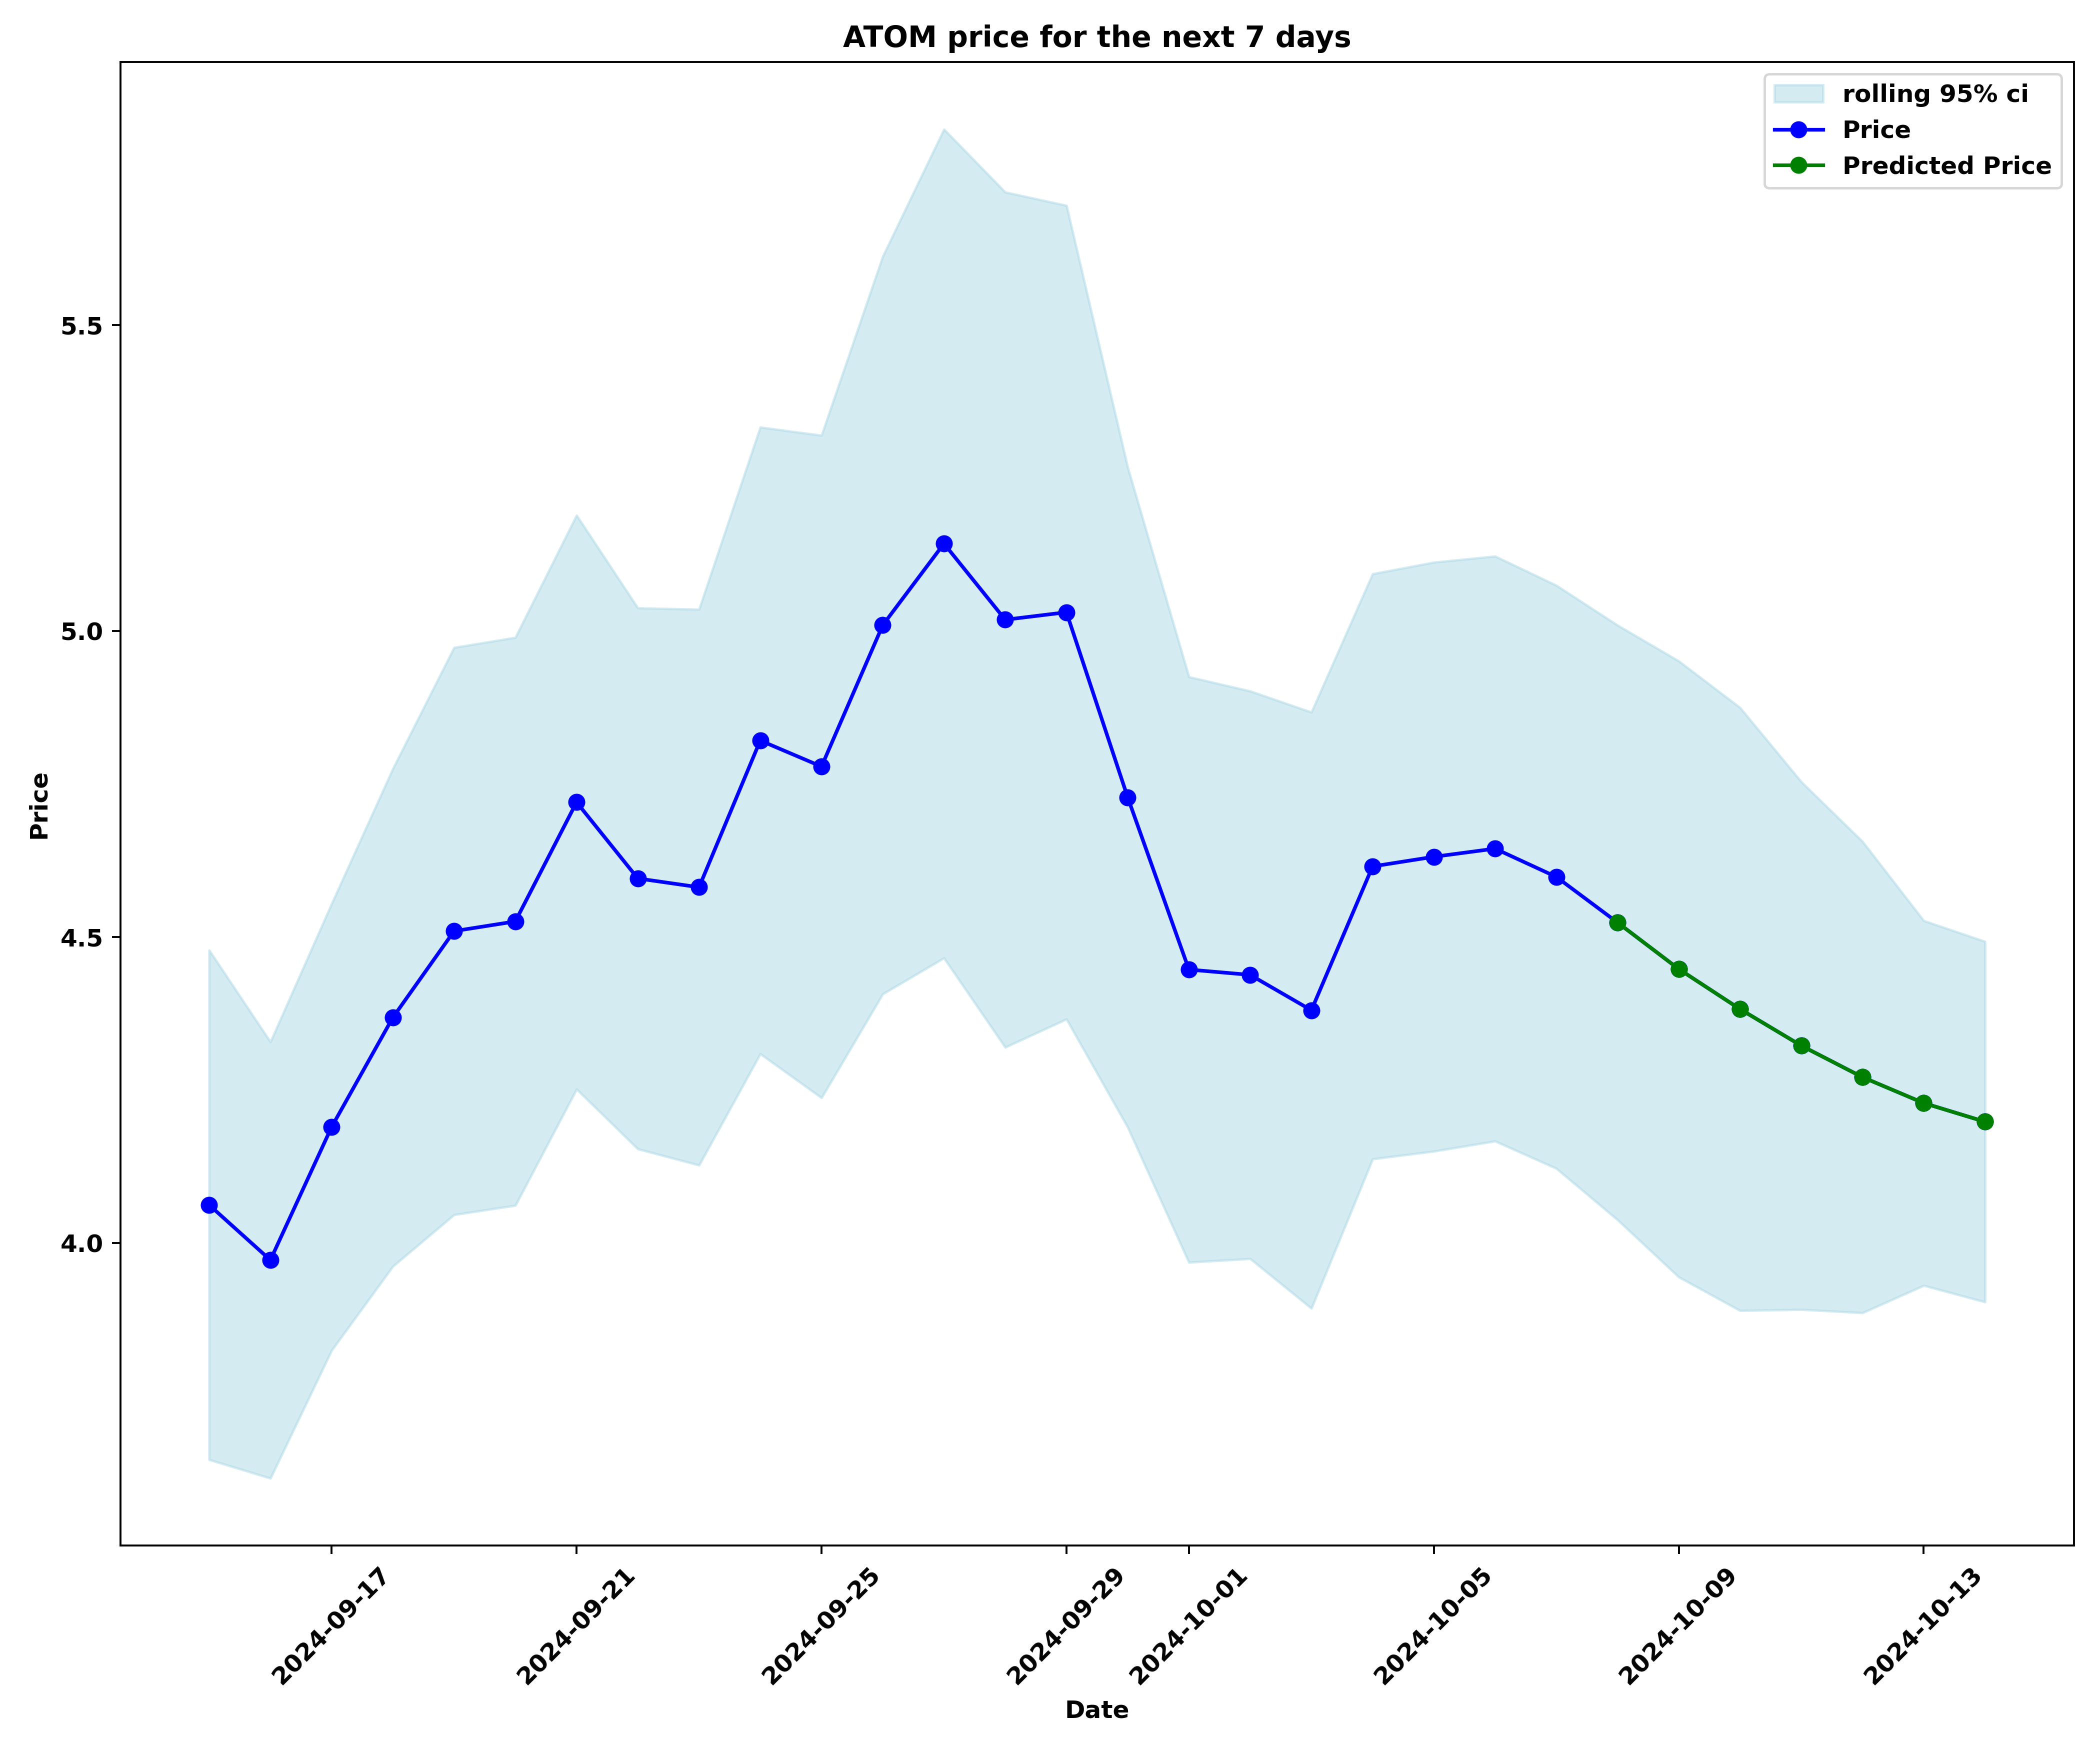 ATOM price for the next 7 days
rolling 95% ci
Price
Predicted Price
5.5
5.0
4.5
4.0
Price
2024-09-17
2024-09-21
2024-09-25
2024-09-29
2024-10-01
2024-10-05
2024-10-09
2024-10-13
Date